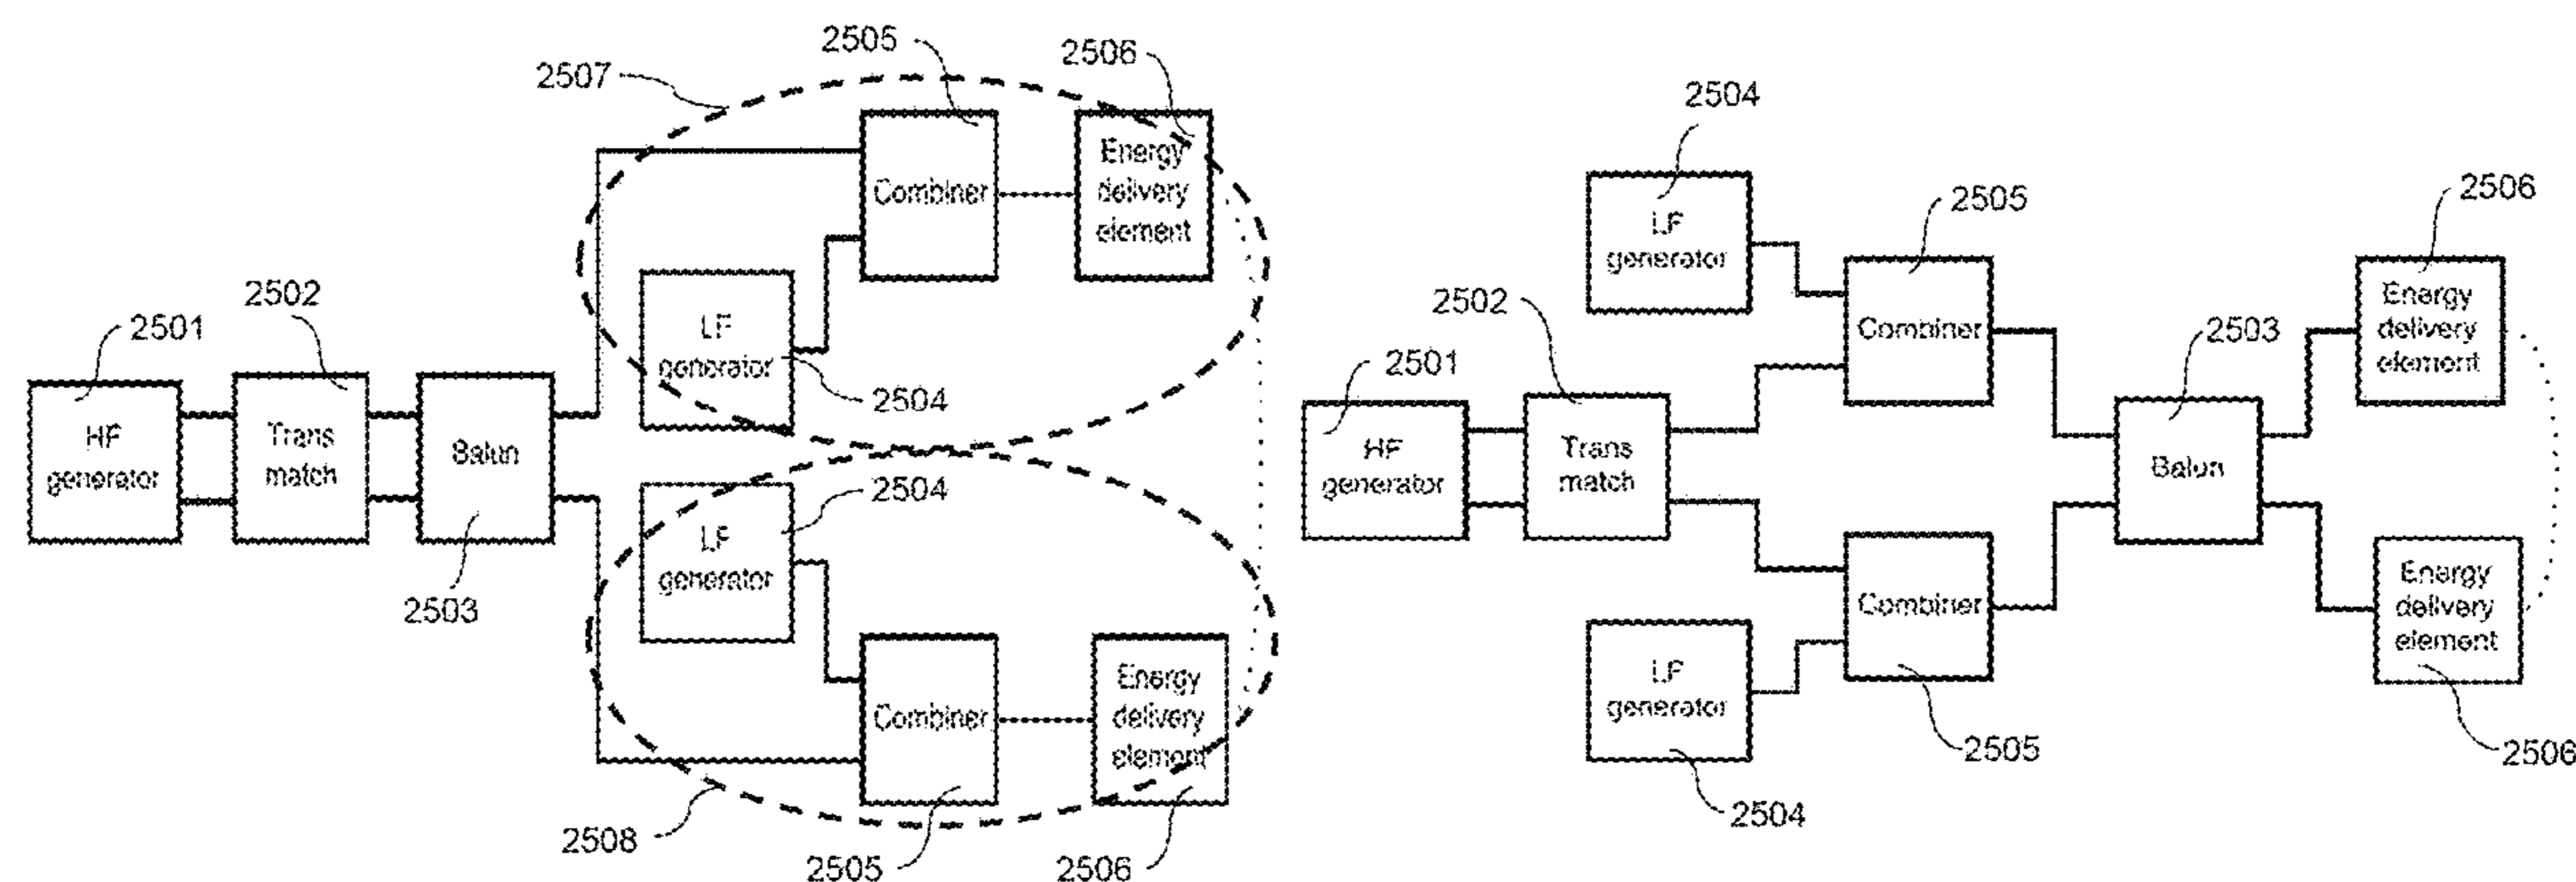 2505
2506
2507
Combiner
Energy
delivery
element
2502
2501
LF
generator
2504
HF
generator
Trans
match
Balun
2503
2504
LF
generator
Combiner
Energy
delivery
element
2508
2505
2506
2504
LF
generator
2505
2506
2502
Combiner
Energy
delivery
element
2503
2501
HF
generator
Trans
match
Balun
Combiner
Energy
delivery
element
LF
generator
2505
2506
2504